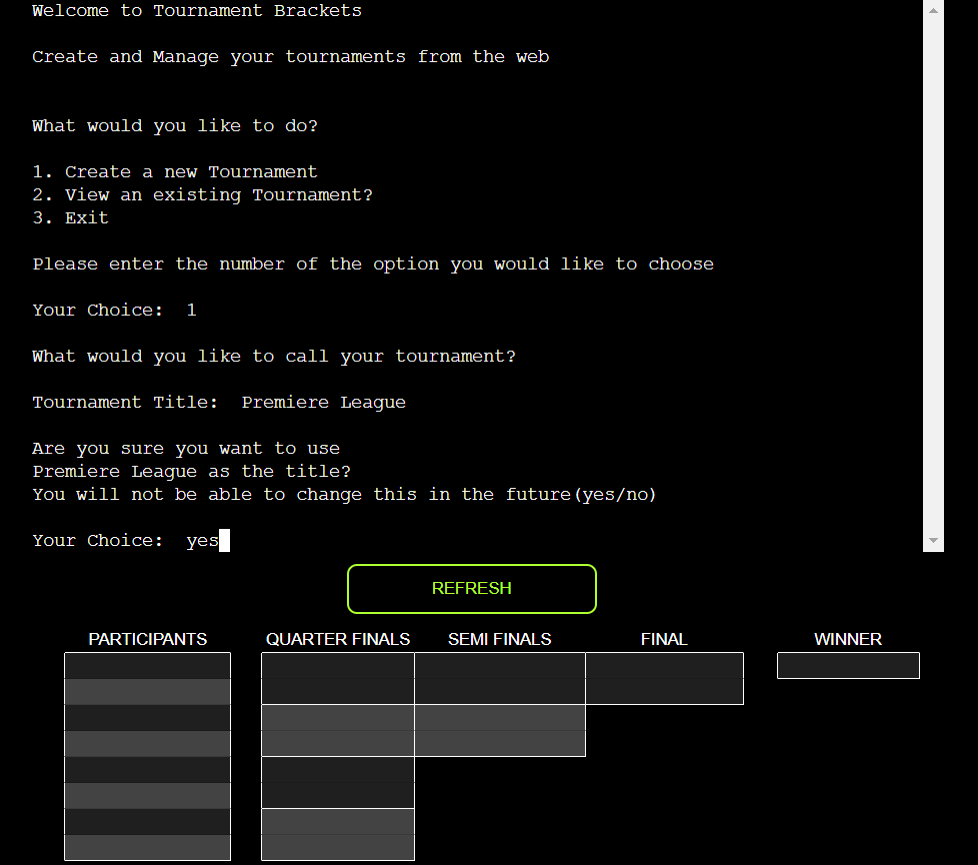 Welcome to Tournament Brackets
Create and Manage your tournaments from the web
What would you like to do?
1. Create a new Tournament
2. View an existing Tournament?
3. Exit
Please enter the number of the option you would like to choose
Your Choice:  1
What would you like to call your tournament?
Tournament Title:  Premiere League
Are you sure you want to use
Premiere League as the title?
You will not be able to change this in the future(yes/no)
Your Choice:  yes
REFRESH
PARTICIPANTS QUARTER FINALS SEMI FINALS FINAL WINNER